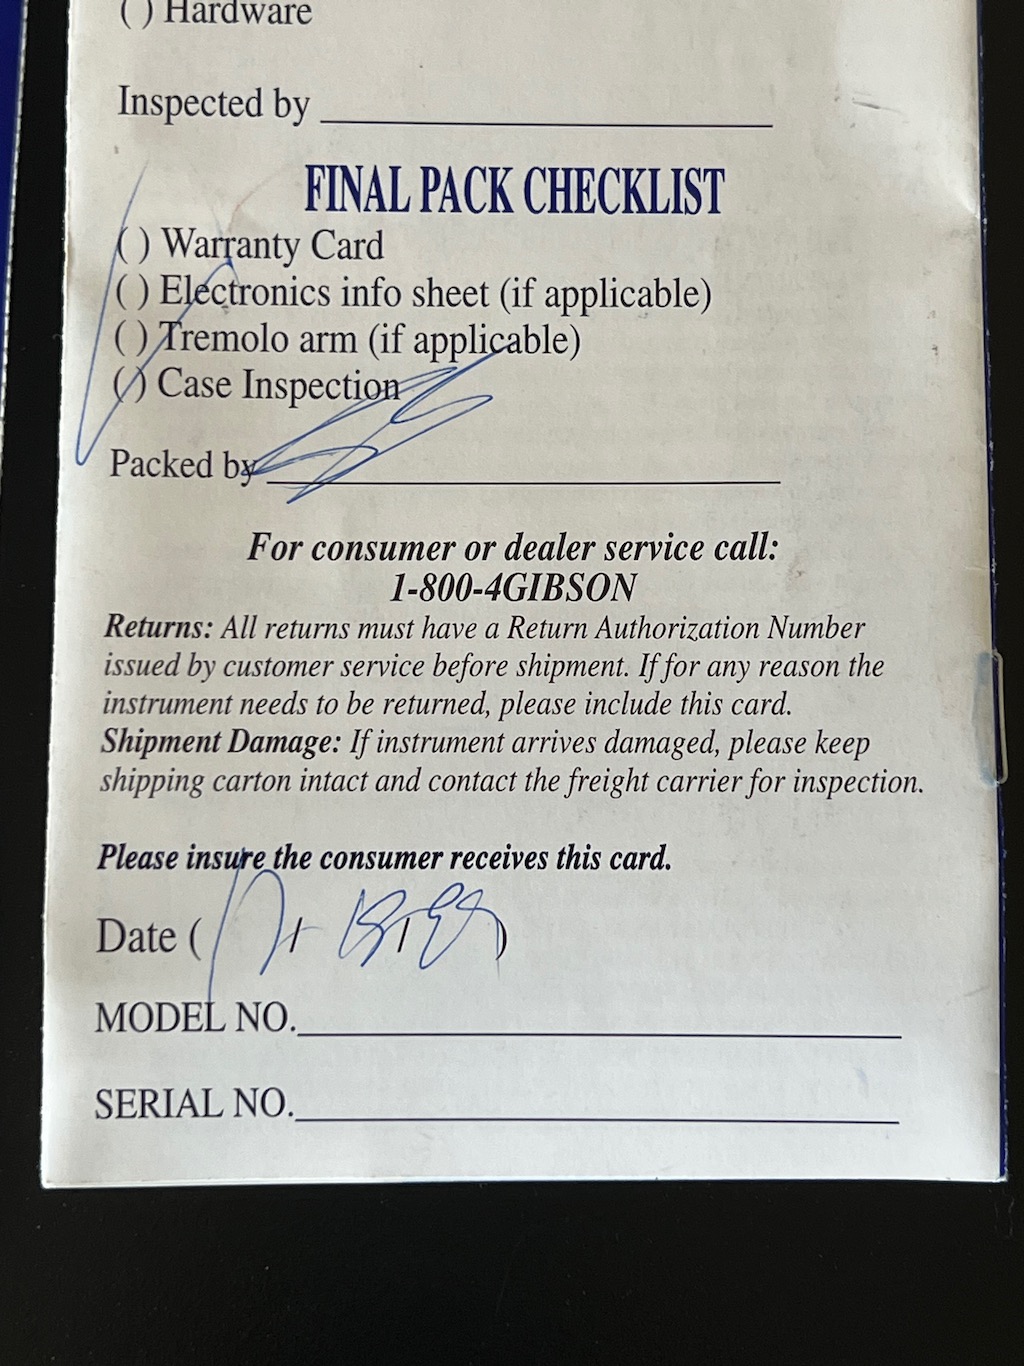 ( ) Hardware
Inspected by
FINAL PACK CHECKLIST
( ) Warranty Card
( ) Electronics info sheet (if applicable)
( ) Tremolo arm (if applicable)
( ) Case Inspection
Packed by
For consumer or dealer service call:
1-800-4GIBSON
Returns: All returns must have a Return Authorization Number
issued by customer service before shipment. If for any reason the
instrument needs to be returned, please include this card.
Shipment Damage: If instrument arrives damaged, please keep
shipping carton intact and contact the freight carrier for inspection.
Please insure the consumer receives this card.
Date ( / / )
MODEL NO.
SERIAL NO.